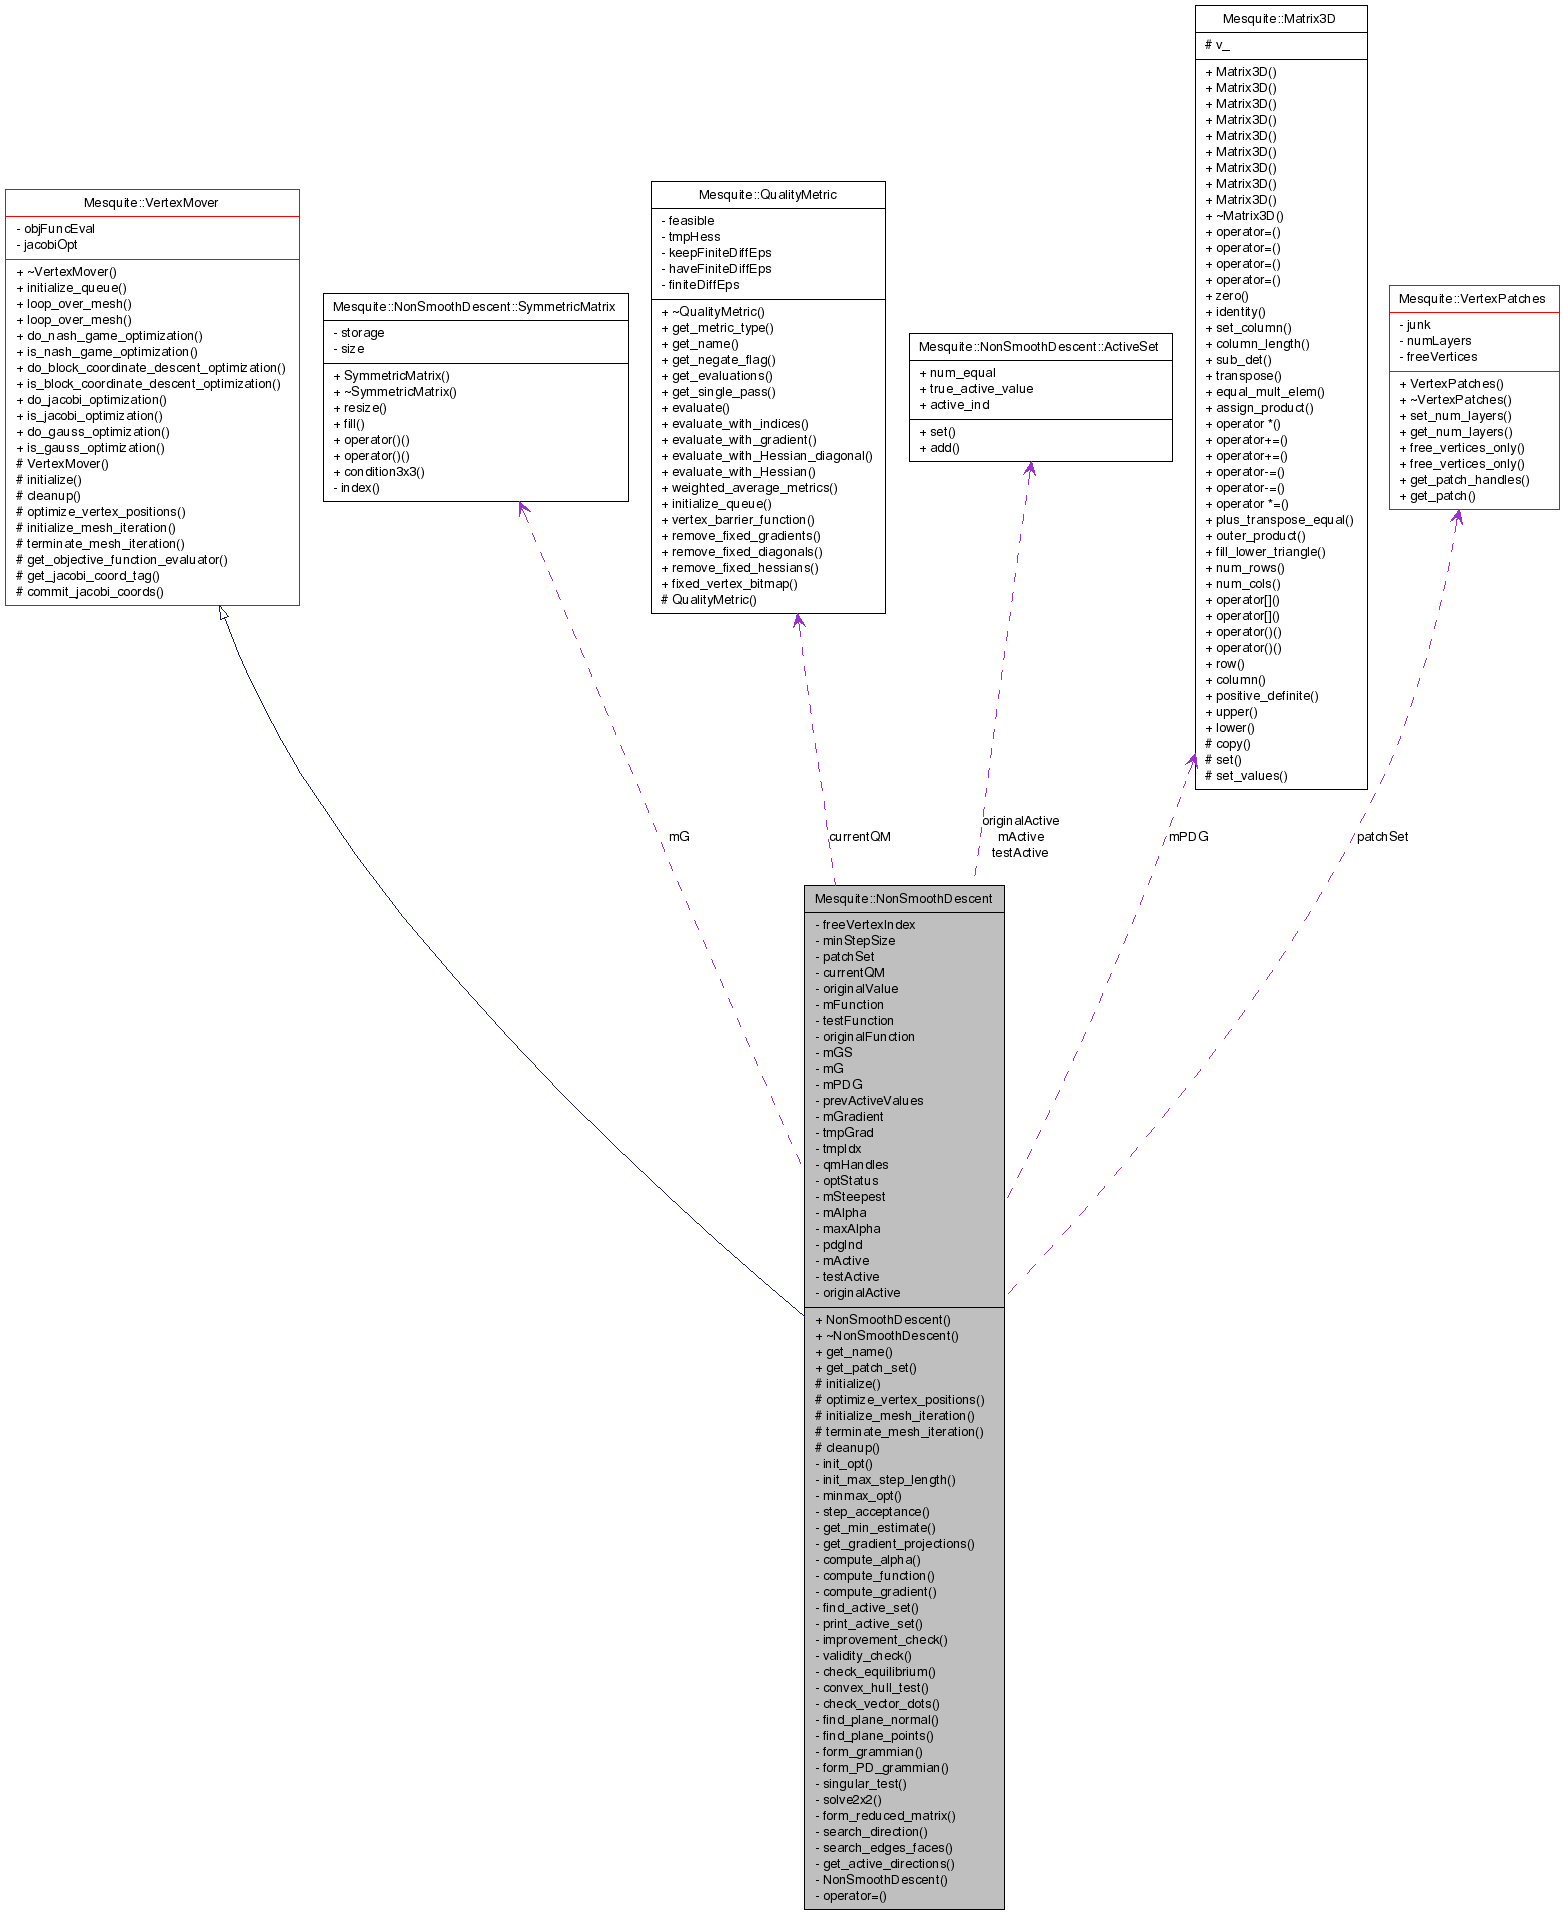 Mesquite::VertexMover
- objFuncEval
- jacobiOpt
+ ~VertexMover()
+ initialize_queue()
+ loop_over_mesh()
+ loop_over_mesh()
+ do_nash_game_optimization()
+ is_nash_game_optimization()
+ do_block_coordinate_descent_optimization()
+ is_block_coordinate_descent_optimization()
+ do_jacobi_optimization()
+ is_jacobi_optimization()
+ do_gauss_optimization()
+ is_gauss_optimization()
# VertexMover()
# initialize()
# cleanup()
# optimize_vertex_positions()
# initialize_mesh_iteration()
# terminate_mesh_iteration()
# get_objective_function_evaluator()
# get_jacobi_coord_tag()
# commit_jacobi_coords()
Mesquite::NonSmoothDescent::SymmetricMatrix
- storage
- size
+ SymmetricMatrix()
+ ~SymmetricMatrix()
+ resize()
+ fill()
+ operator()()
+ operator()()
+ condition3x3()
- index()
Mesquite::QualityMetric
- feasible
- tmpHess
- keepFiniteDiffEps
- haveFiniteDiffEps
- finiteDiffEps
+ ~QualityMetric()
+ get_metric_type()
+ get_name()
+ get_negate_flag()
+ get_evaluations()
+ get_single_pass()
+ evaluate()
+ evaluate_with_indices()
+ evaluate_with_gradient()
+ evaluate_with_Hessian_diagonal()
+ evaluate_with_Hessian()
+ weighted_average_metrics()
+ initialize_queue()
+ vertex_barrier_function()
+ remove_fixed_gradients()
+ remove_fixed_diagonals()
+ remove_fixed_hessians()
+ fixed_vertex_bitmap()
# QualityMetric()
Mesquite::NonSmoothDescent::ActiveSet
+ num_equal
+ true_active_value
+ active_ind
+ set()
+ add()
Mesquite::Matrix3D
# v_
+ Matrix3D()
+ Matrix3D()
+ Matrix3D()
+ Matrix3D()
+ Matrix3D()
+ Matrix3D()
+ Matrix3D()
+ Matrix3D()
+ Matrix3D()
+ ~Matrix3D()
+ operator=()
+ operator=()
+ operator=()
+ operator=()
+ zero()
+ identity()
+ set_column()
+ column_length()
+ sub_det()
+ transpose()
+ equal_mult_elem()
+ assign_product()
+ operator *()
+ operator+=()
+ operator+=()
+ operator-=()
+ operator-=()
+ operator *=()
+ plus_transpose_equal()
+ outer_product()
+ fill_lower_triangle()
+ num_rows()
+ num_cols()
+ operator[]()
+ operator[]()
+ operator()()
+ operator()()
+ row()
+ column()
+ positive_definite()
+ upper()
+ lower()
# copy()
# set()
# set_values()
Mesquite::VertexPatches
- junk
- numLayers
- freeVertices
+ VertexPatches()
+ ~VertexPatches()
+ set_num_layers()
+ get_num_layers()
+ free_vertices_only()
+ free_vertices_only()
+ get_patch_handles()
+ get_patch()
mG
currentQM
originalActive
mActive
testActive
mPDG
patchSet
Mesquite::NonSmoothDescent
- freeVertexIndex
- minStepSize
- patchSet
- currentQM
- originalValue
- mFunction
- testFunction
- originalFunction
- mGS
- mG
- mPDG
- prevActiveValues
- mGradient
- tmpGrad
- tmpIdx
- qmHandles
- optStatus
- mSteepest
- mAlpha
- maxAlpha
- pdgInd
- mActive
- testActive
- originalActive
+ NonSmoothDescent()
+ ~NonSmoothDescent()
+ get_name()
+ get_patch_set()
# initialize()
# optimize_vertex_positions()
# initialize_mesh_iteration()
# terminate_mesh_iteration()
# cleanup()
- init_opt()
- init_max_step_length()
- minmax_opt()
- step_acceptance()
- get_min_estimate()
- get_gradient_projections()
- compute_alpha()
- compute_function()
- compute_gradient()
- find_active_set()
- print_active_set()
- improvement_check()
- validity_check()
- check_equilibrium()
- convex_hull_test()
- check_vector_dots()
- find_plane_normal()
- find_plane_points()
- form_grammian()
- form_PD_grammian()
- singular_test()
- solve2x2()
- form_reduced_matrix()
- search_direction()
- search_edges_faces()
- get_active_directions()
- NonSmoothDescent()
- operator=()